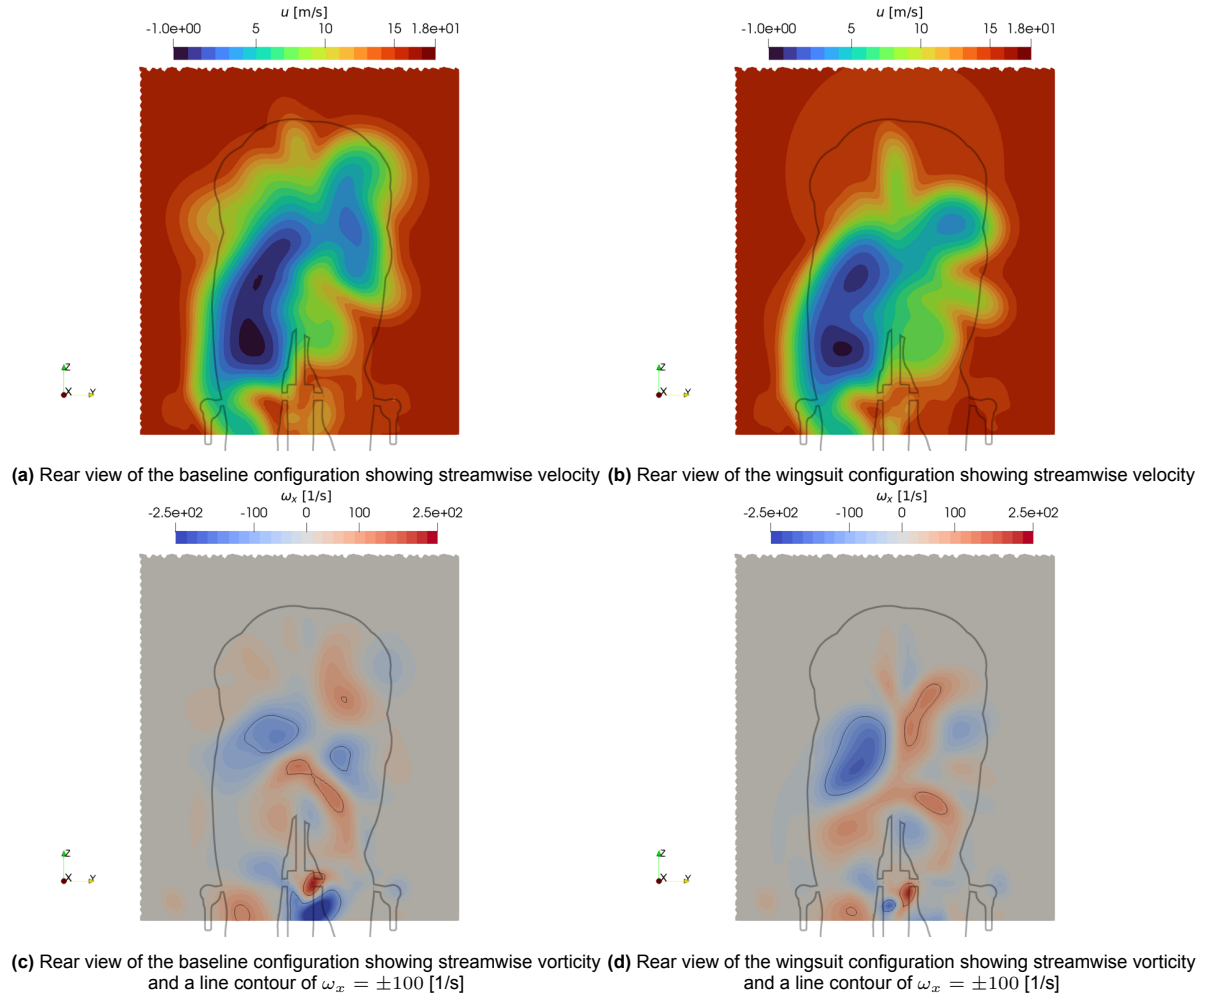 u [m/s]
-1.0e+00 5 10 15 1.8e+01
Z
X Y
u [m/s]
-1.0e+00 5 10 15 1.8e+01
Z
X Y
(a) Rear view of the baseline configuration showing streamwise velocity
(b) Rear view of the wingsuit configuration showing streamwise velocity
ωx [1/s]
-2.5e+02 -100 0 100 2.5e+02
Z
X Y
ωx [1/s]
-2.5e+02 -100 0 100 2.5e+02
Z
X Y
(c) Rear view of the baseline configuration showing streamwise vorticity
and a line contour of ωx = ±100 [1/s]
(d) Rear view of the wingsuit configuration showing streamwise vorticity
and a line contour of ωx = ±100 [1/s]